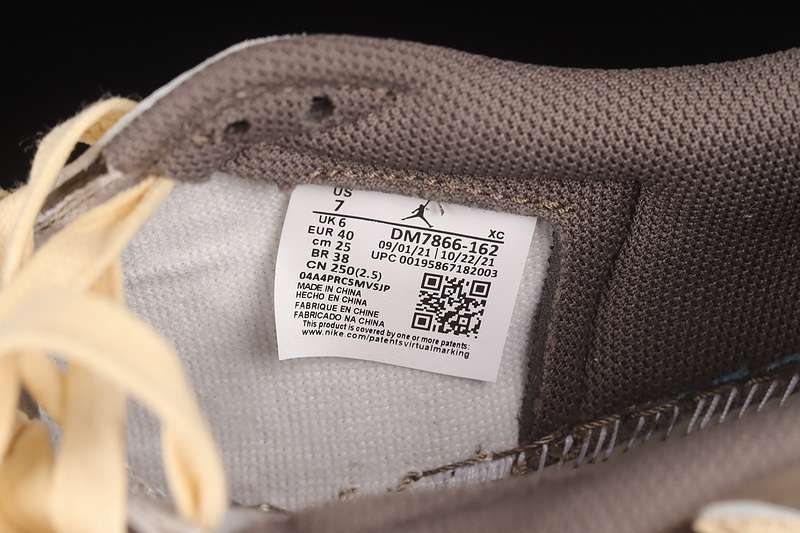 US
7
UK 6
EUR 40
cm 25
BR 38
CN 250(2.5)
04A4PRCSMVSJP
XC
DM7866-162
09/01/21 | 10/22/21
UPC 00195867182003
MADE IN CHINA
HECHO EN CHINA
FABRIQUE EN CHINE
FABRICADO NA CHINA
This product is covered by one or more patents:
www.nike.com/patentsvirtualmarking